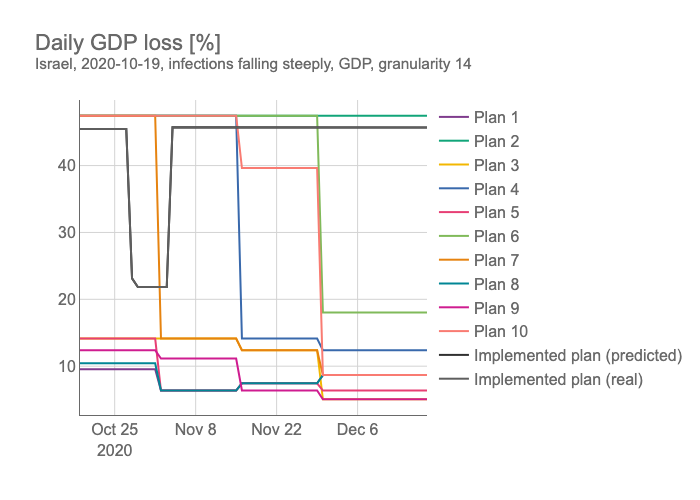 Daily GDP loss [%]
Israel, 2020-10-19, infections falling steeply, GDP, granularity 14
40
30
20
10
Oct 25
2020
Nov 8
Nov 22
Dec 6
Plan 1
Plan 2
Plan 3
Plan 4
Plan 5
Plan 6
Plan 7
Plan 8
Plan 9
Plan 10
Implemented plan (predicted)
Implemented plan (real)